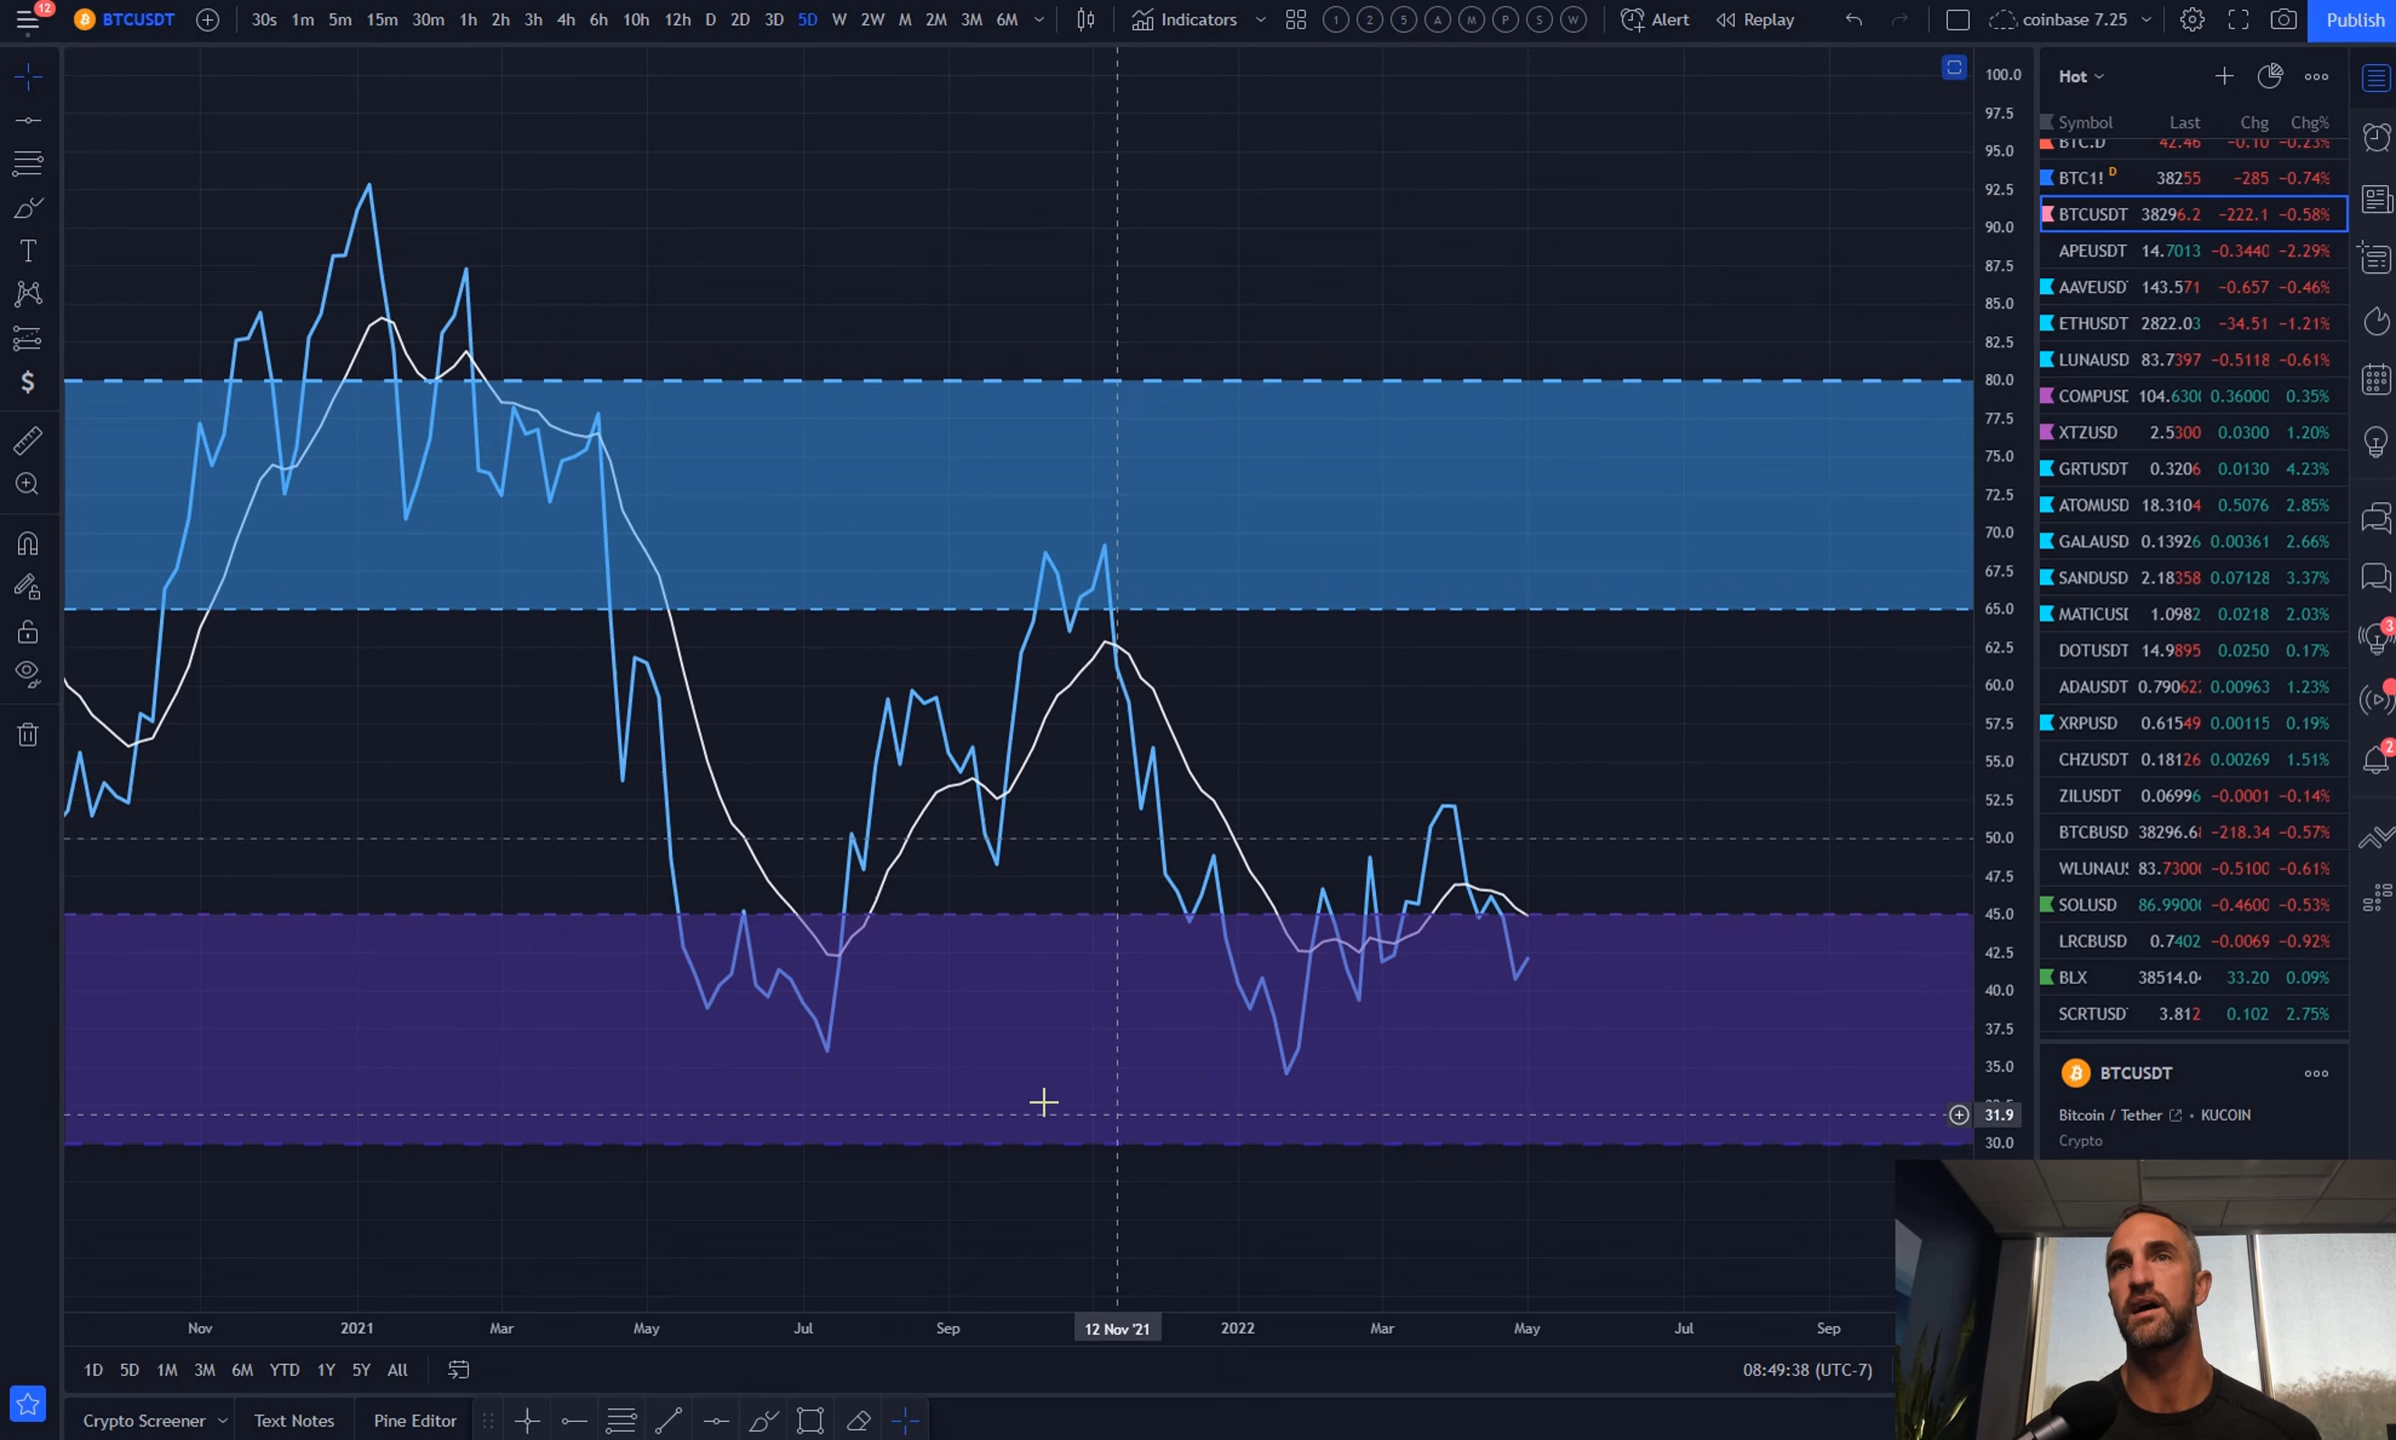 12 BTCUSDT 30s 1m 5m 15m 30m 1h 2h 3h 4h 6h 10h 12h D 2D 3D 5D W 2W M 2M 3M 6M Indicators 1 2 5 A M P S W Alert Replay coinbase 7.25 Publish
100.0
97.5
95.0
92.5
90.0
87.5
85.0
82.5
80.0
77.5
75.0
72.5
70.0
67.5
65.0
62.5
60.0
57.5
55.0
52.5
50.0
47.5
45.0
42.5
40.0
37.5
35.0
31.9
30.0
Hot
Symbol Last Chg Chg%
BTC.D 42.46 -0.10 -0.23%
BTC1! D 38255 -285 -0.74%
BTCUSDT 38296.2 -222.1 -0.58%
APEUSDT 14.7013 -0.3440 -2.29%
AAVEUSD 143.571 -0.657 -0.46%
ETHUSDT 2822.03 -34.51 -1.21%
LUNAUSD 83.7397 -0.5118 -0.61%
COMPUSD 104.630 0.36000 0.35%
XTZUSD 2.5300 0.0300 1.20%
GRTUSDT 0.3206 0.0130 4.23%
ATOMUSD 18.3104 0.5076 2.85%
GALAUSD 0.13926 0.00361 2.66%
SANDUSD 2.18358 0.07128 3.37%
MATICUSD 1.0982 0.0218 2.03%
DOTUSDT 14.9895 0.0250 0.17%
ADAUSDT 0.79062 0.00963 1.23%
XRPUSD 0.61549 0.00115 0.19%
CHZUSDT 0.18126 0.00269 1.51%
ZILUSDT 0.06996 -0.0001 -0.14%
BTCBUSD 38296.6 -218.34 -0.57%
WLUNAU 83.7300 -0.5100 -0.61%
SOLUSD 86.9900 -0.4600 -0.53%
LRCBUSD 0.7402 -0.0069 -0.92%
BLX 38514.0 33.20 0.09%
SCRTUSD 3.812 0.102 2.75%
BTCUSDT
Bitcoin / Tether • KUCOIN
Crypto
3
2
Nov 2021 Mar May Jul Sep 12 Nov '21 2022 Mar May Jul Sep
1D 5D 1M 3M 6M YTD 1Y 5Y All 08:49:38 (UTC-7)
Crypto Screener Text Notes Pine Editor